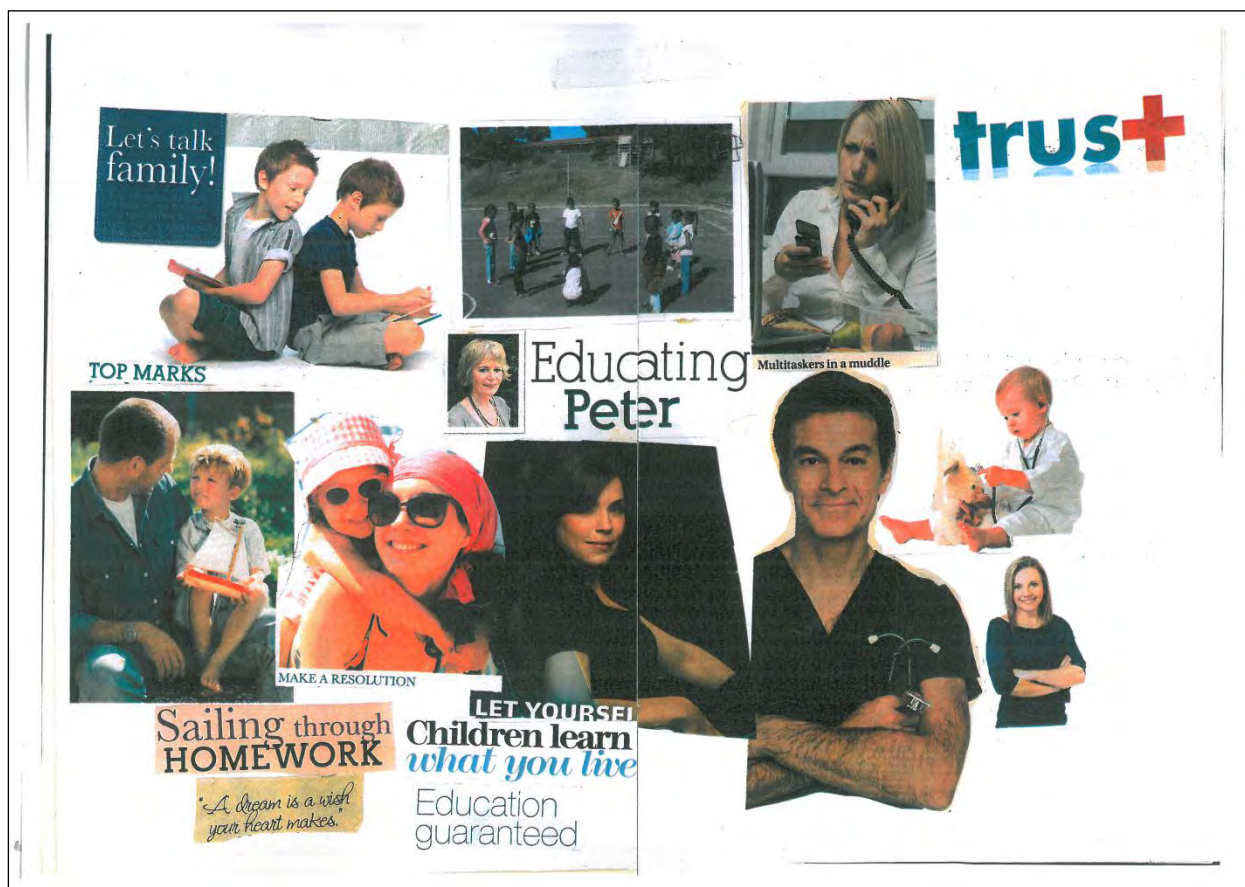 Let's talk
family!
trus+
Multitaskers in a muddle
Educating
Peter
TOP MARKS
MAKE A RESOLUTION
Sailing through
HOMEWORK
LET YOURSEL
Children learn
what you live
"A dream is a wish
your heart makes."
Education
guaranteed